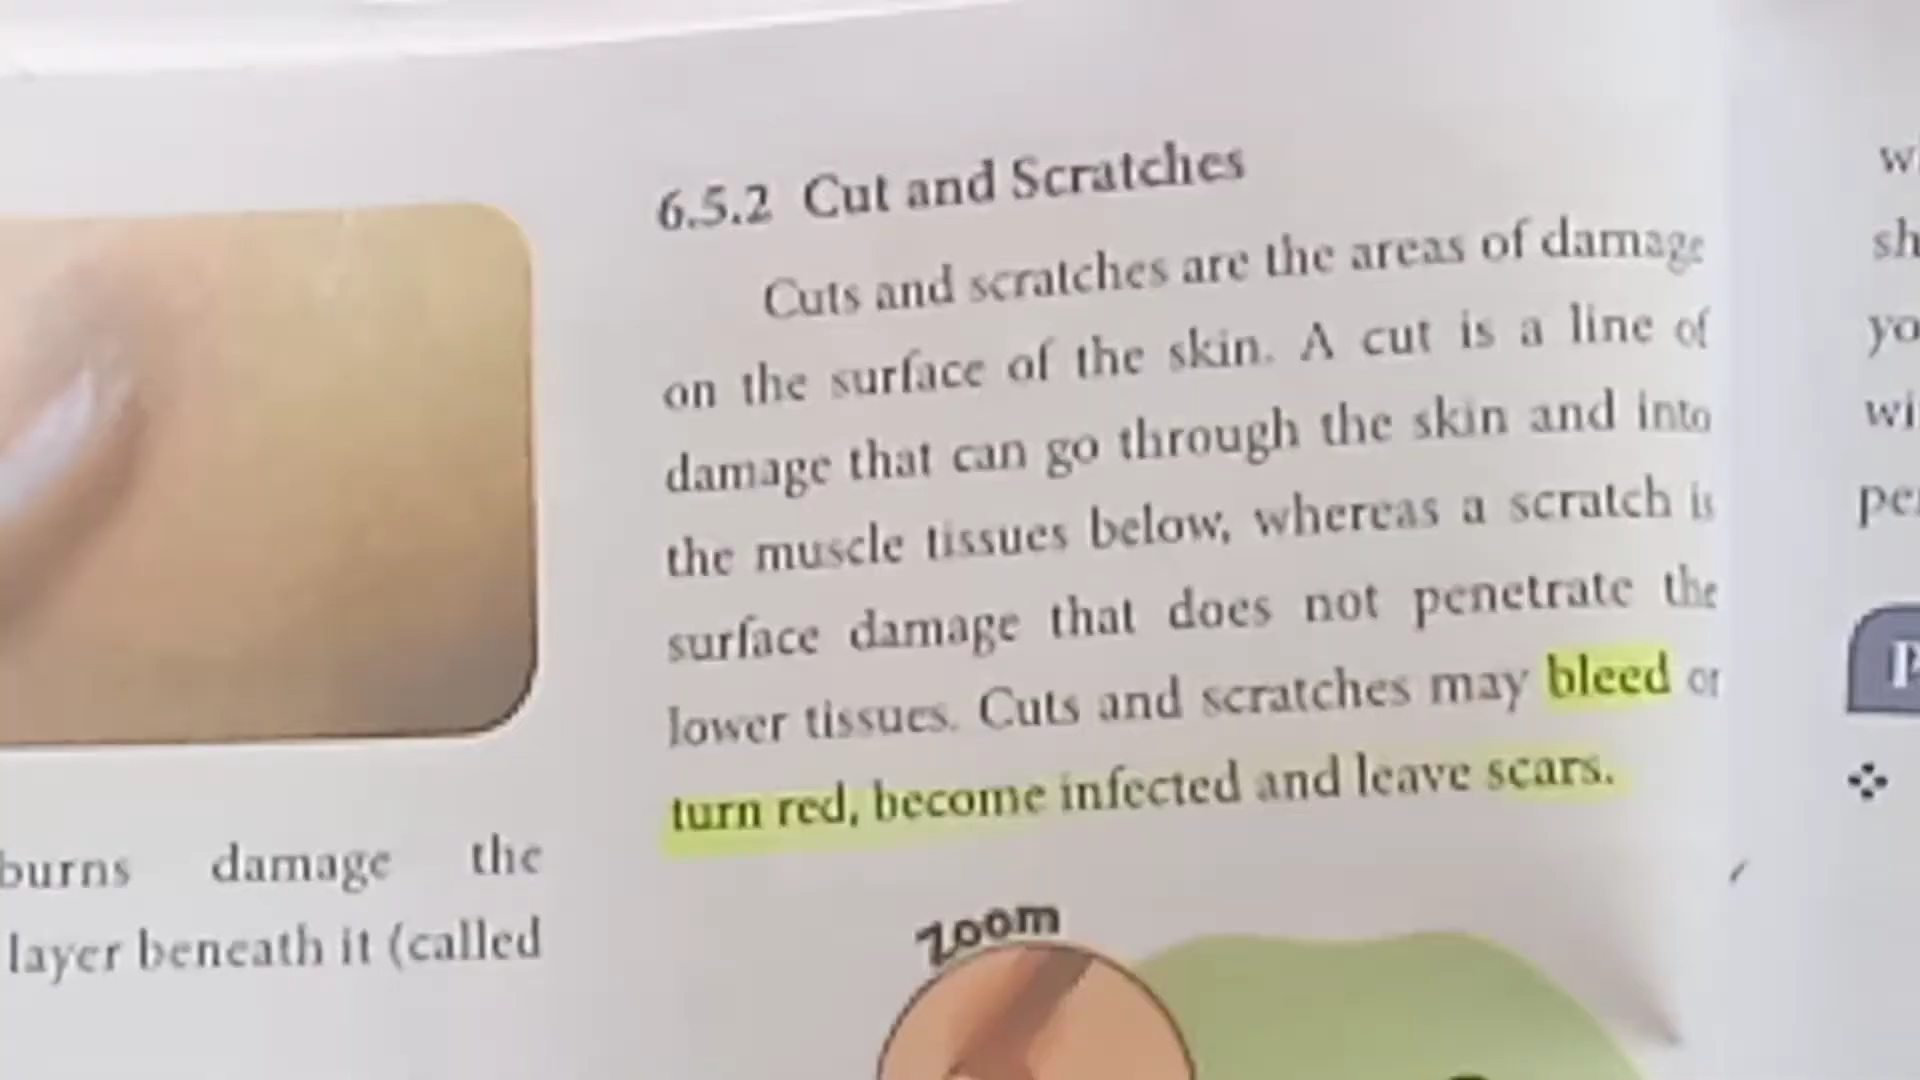 burns damage the
layer beneath it (called
6.5.2 Cut and Scratches
Cuts and scratches are the areas of damage
on the surface of the skin. A cut is a line of
damage that can go through the skin and into
the muscle tissues below, whereas a scratch is
surface damage that does not penetrate the
lower tissues. Cuts and scratches may bleed or
turn red, become infected and leave scars.
zoom